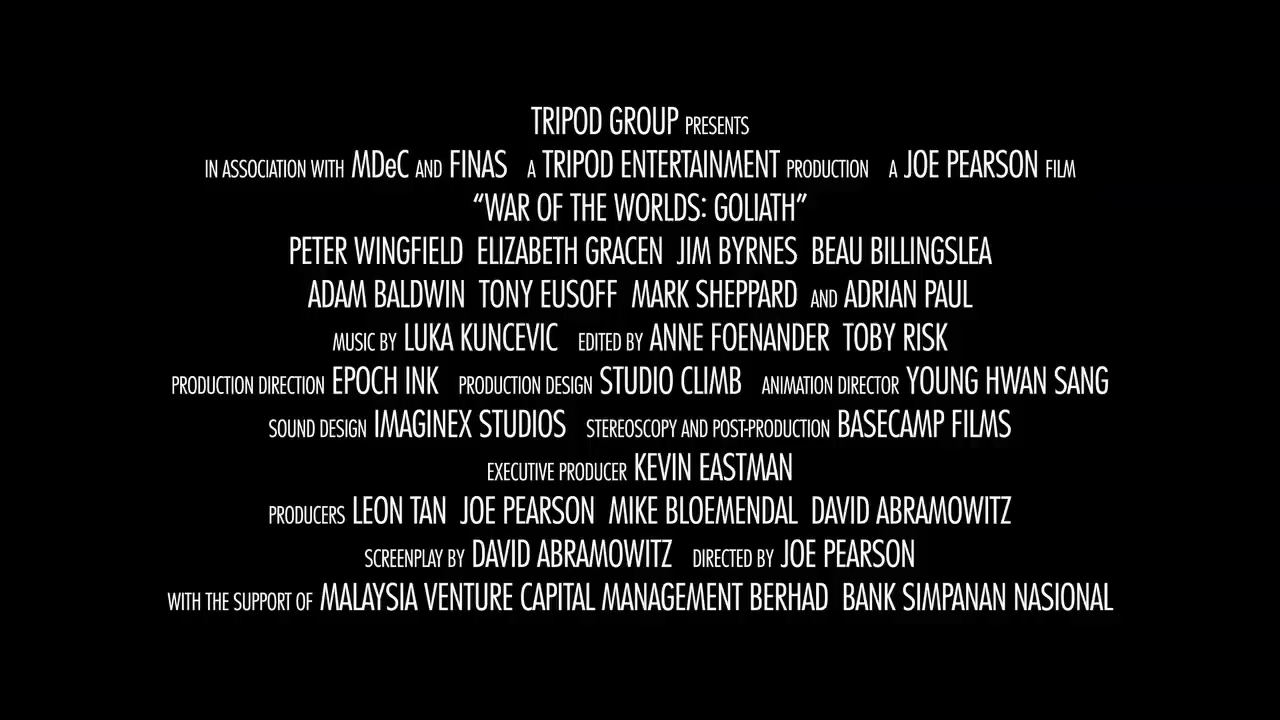 TRIPOD GROUP PRESENTS
IN ASSOCIATION WITH MDeC AND FINAS A TRIPOD ENTERTAINMENT PRODUCTION A JOE PEARSON FILM
“WAR OF THE WORLDS: GOLIATH”
PETER WINGFIELD ELIZABETH GRACEN JIM BYRNES BEAU BILLINGSLEA
ADAM BALDWIN TONY EUSOFF MARK SHEPPARD AND ADRIAN PAUL
MUSIC BY LUKA KUNCEVIC EDITED BY ANNE FOENANDER TOBY RISK
PRODUCTION DIRECTION EPOCH INK PRODUCTION DESIGN STUDIO CLIMB ANIMATION DIRECTOR YOUNG HWAN SANG
SOUND DESIGN IMAGINEX STUDIOS STEREOSCOPY AND POST-PRODUCTION BASECAMP FILMS
EXECUTIVE PRODUCER KEVIN EASTMAN
PRODUCERS LEON TAN JOE PEARSON MIKE BLOEMENDAL DAVID ABRAMOWITZ
SCREENPLAY BY DAVID ABRAMOWITZ DIRECTED BY JOE PEARSON
WITH THE SUPPORT OF MALAYSIA VENTURE CAPITAL MANAGEMENT BERHAD BANK SIMPANAN NASIONAL